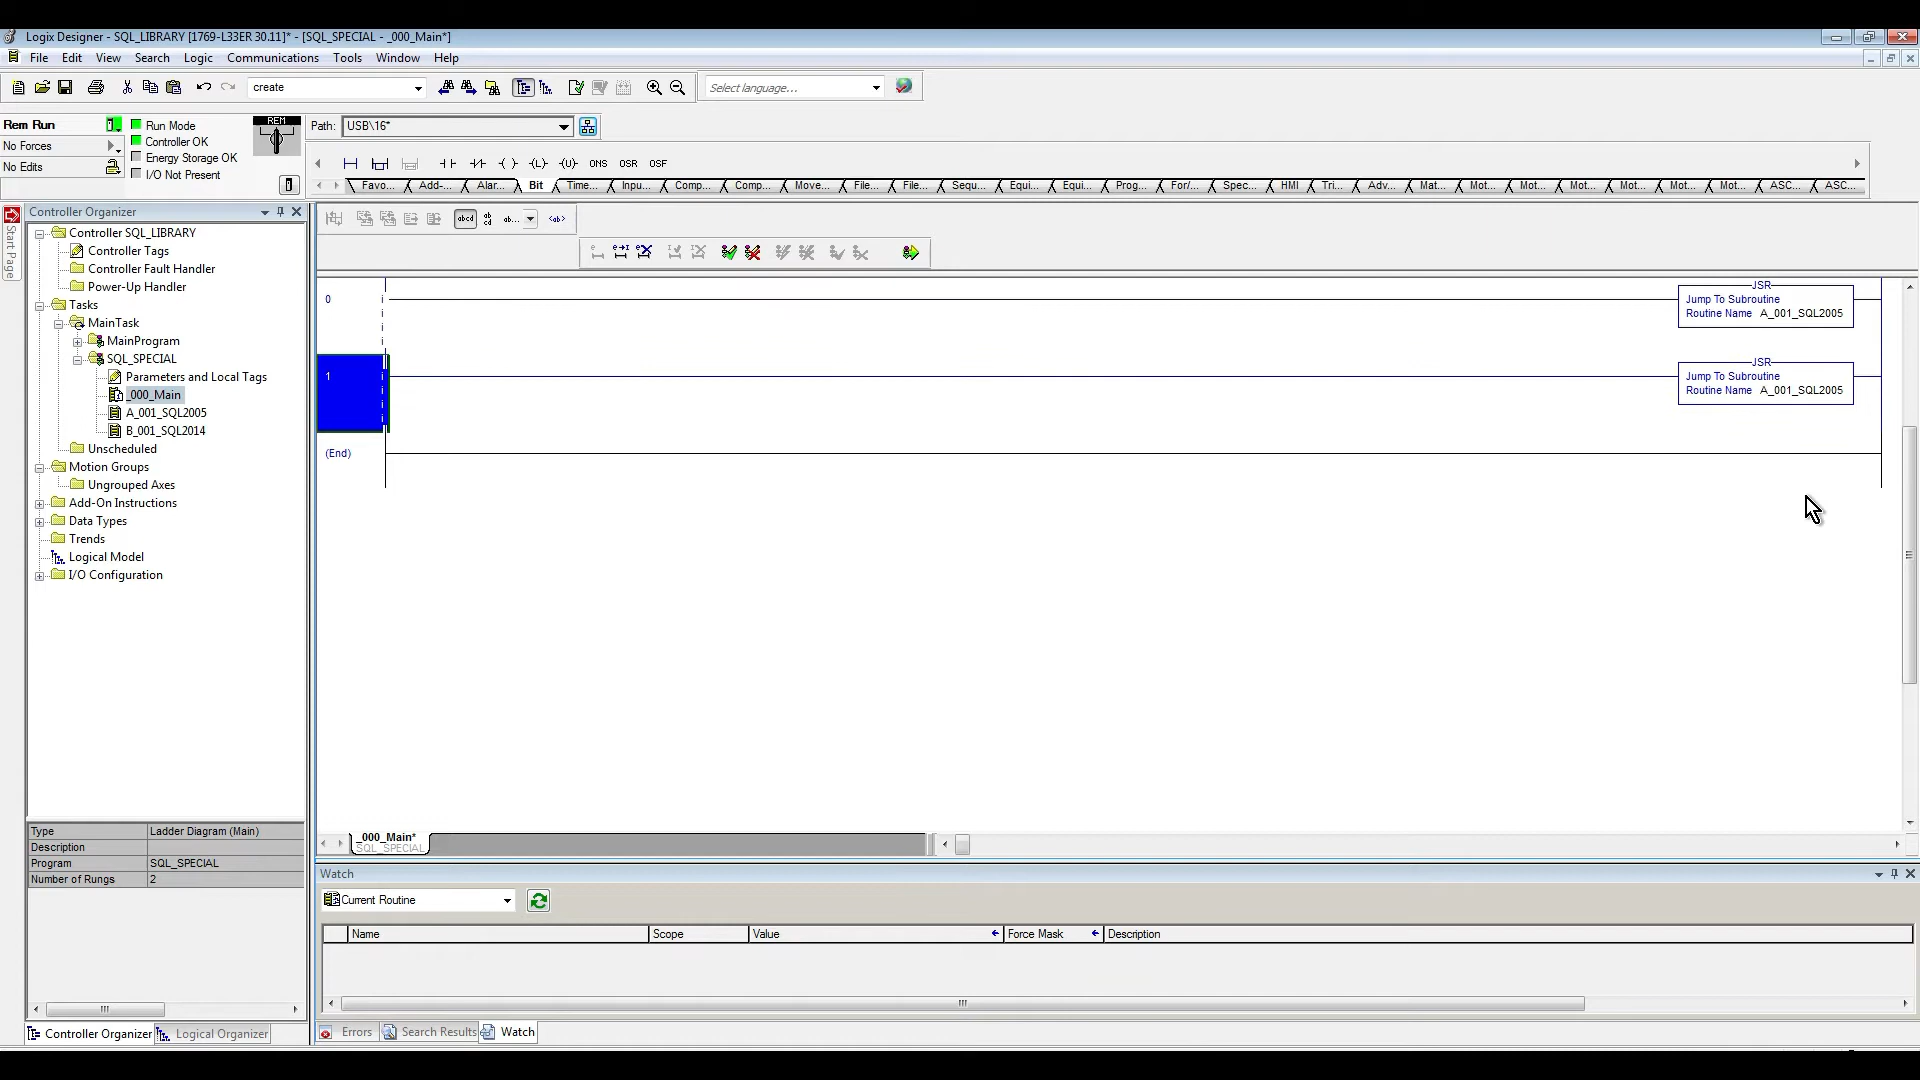 Logix Designer - SQL_LIBRARY [1769-L33ER 30.11]* - [SQL_SPECIAL - _000_Main*]
File Edit View Search Logic Communications Tools Window Help
create
Select language...
Rem Run
No Forces
No Edits
Run Mode
Controller OK
Energy Storage OK
I/O Not Present
REM
Path: USB\16*
ONS OSR OSF
Favo... Add-... Alar... Bit Time... Inpu... Comp... Comp... Move... File... File... Sequ... Equi... Equi... Prog... For/... Spec... HMI Tri... Adv... Mat... Mot... Mot... Mot... Mot... Mot... Mot... ASC... ASC...
Start Page
Controller Organizer
Controller SQL_LIBRARY
Controller Tags
Controller Fault Handler
Power-Up Handler
Tasks
MainTask
MainProgram
SQL_SPECIAL
Parameters and Local Tags
_000_Main
A_001_SQL2005
B_001_SQL2014
Unscheduled
Motion Groups
Ungrouped Axes
Add-On Instructions
Data Types
Trends
Logical Model
I/O Configuration
Type Ladder Diagram (Main)
Description
Program SQL_SPECIAL
Number of Rungs 2
Controller Organizer Logical Organizer
abcd ab cd ab... <ab>
0
JSR
Jump To Subroutine
Routine Name A_001_SQL2005
1
JSR
Jump To Subroutine
Routine Name A_001_SQL2005
(End)
_000_Main*
SQL_SPECIAL
Watch
Current Routine
Name Scope Value Force Mask Description
Errors Search Results Watch